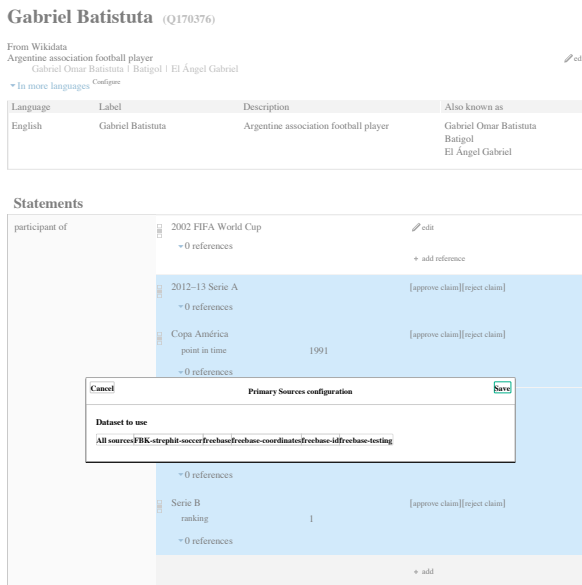 Gabriel Batistuta (Q170376)
From Wikidata
Argentine association football player
Gabriel Omar Batistuta | Batigol | El Ángel Gabriel
ed
In more languages Configure
Language Label Description Also known as
English Gabriel Batistuta Argentine association football player Gabriel Omar Batistuta
Batigol
El Ángel Gabriel
Statements
participant of
2002 FIFA World Cup edit
0 references
+ add reference
2012–13 Serie A [approve claim][reject claim]
0 references
Copa América [approve claim][reject claim]
point in time 1991
0 references
Cancel Primary Sources configuration Save
Dataset to use
All sources FBK-strephit-soccer freebase freebase-coordinates freebase-id freebase-testing
0 references
Serie B [approve claim][reject claim]
ranking 1
0 references
+ add